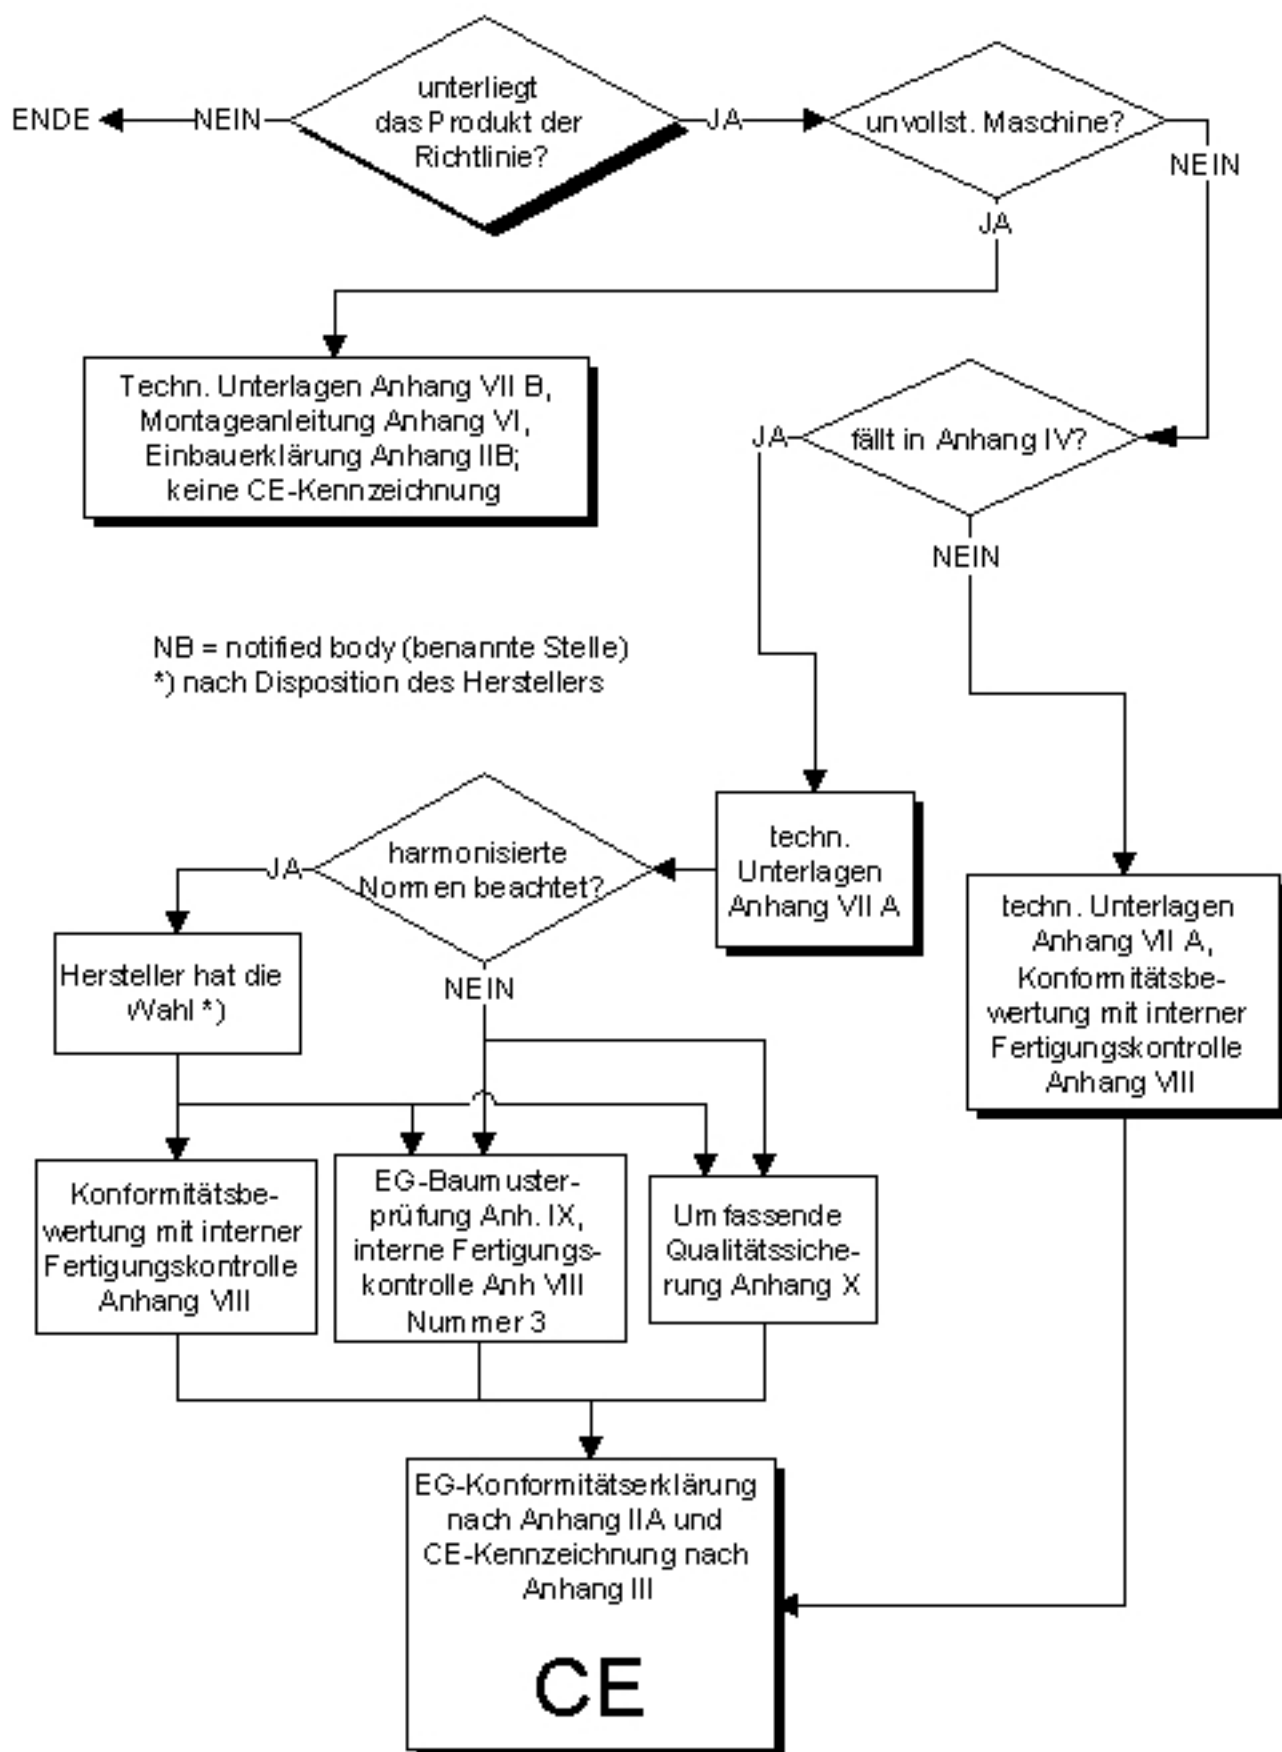 unterliegt
das Produkt der
Richtlinie?
ENDE
NEIN
JA
unvollst. Maschine?
NEIN
JA
Techn. Unterlagen Anhang VII B,
Montageanleitung Anhang VI,
Einbauerklärung Anhang IIB;
keine CE-Kennzeichnung
JA
fällt in Anhang IV?
NEIN
NB = notified body (benannte Stelle)
*) nach Disposition des Herstellers
techn.
Unterlagen
Anhang VII A
harmonisierte
Normen beachtet?
JA
NEIN
techn. Unterlagen
Anhang VII A,
Konformitätsbe-
wertung mit interner
Fertigungskontrolle
Anhang VIII
Hersteller hat die
Wahl *)
Konformitätsbe-
wertung mit interner
Fertigungskontrolle
Anhang VIII
EG-Baumuster-
prüfung Anh. IX,
interne Fertigungs-
kontrolle Anh VIII
Nummer 3
Umfassende
Qualitätssiche-
rung Anhang X
EG-Konformitätserklärung
nach Anhang IIA und
CE-Kennzeichnung nach
Anhang III
CE